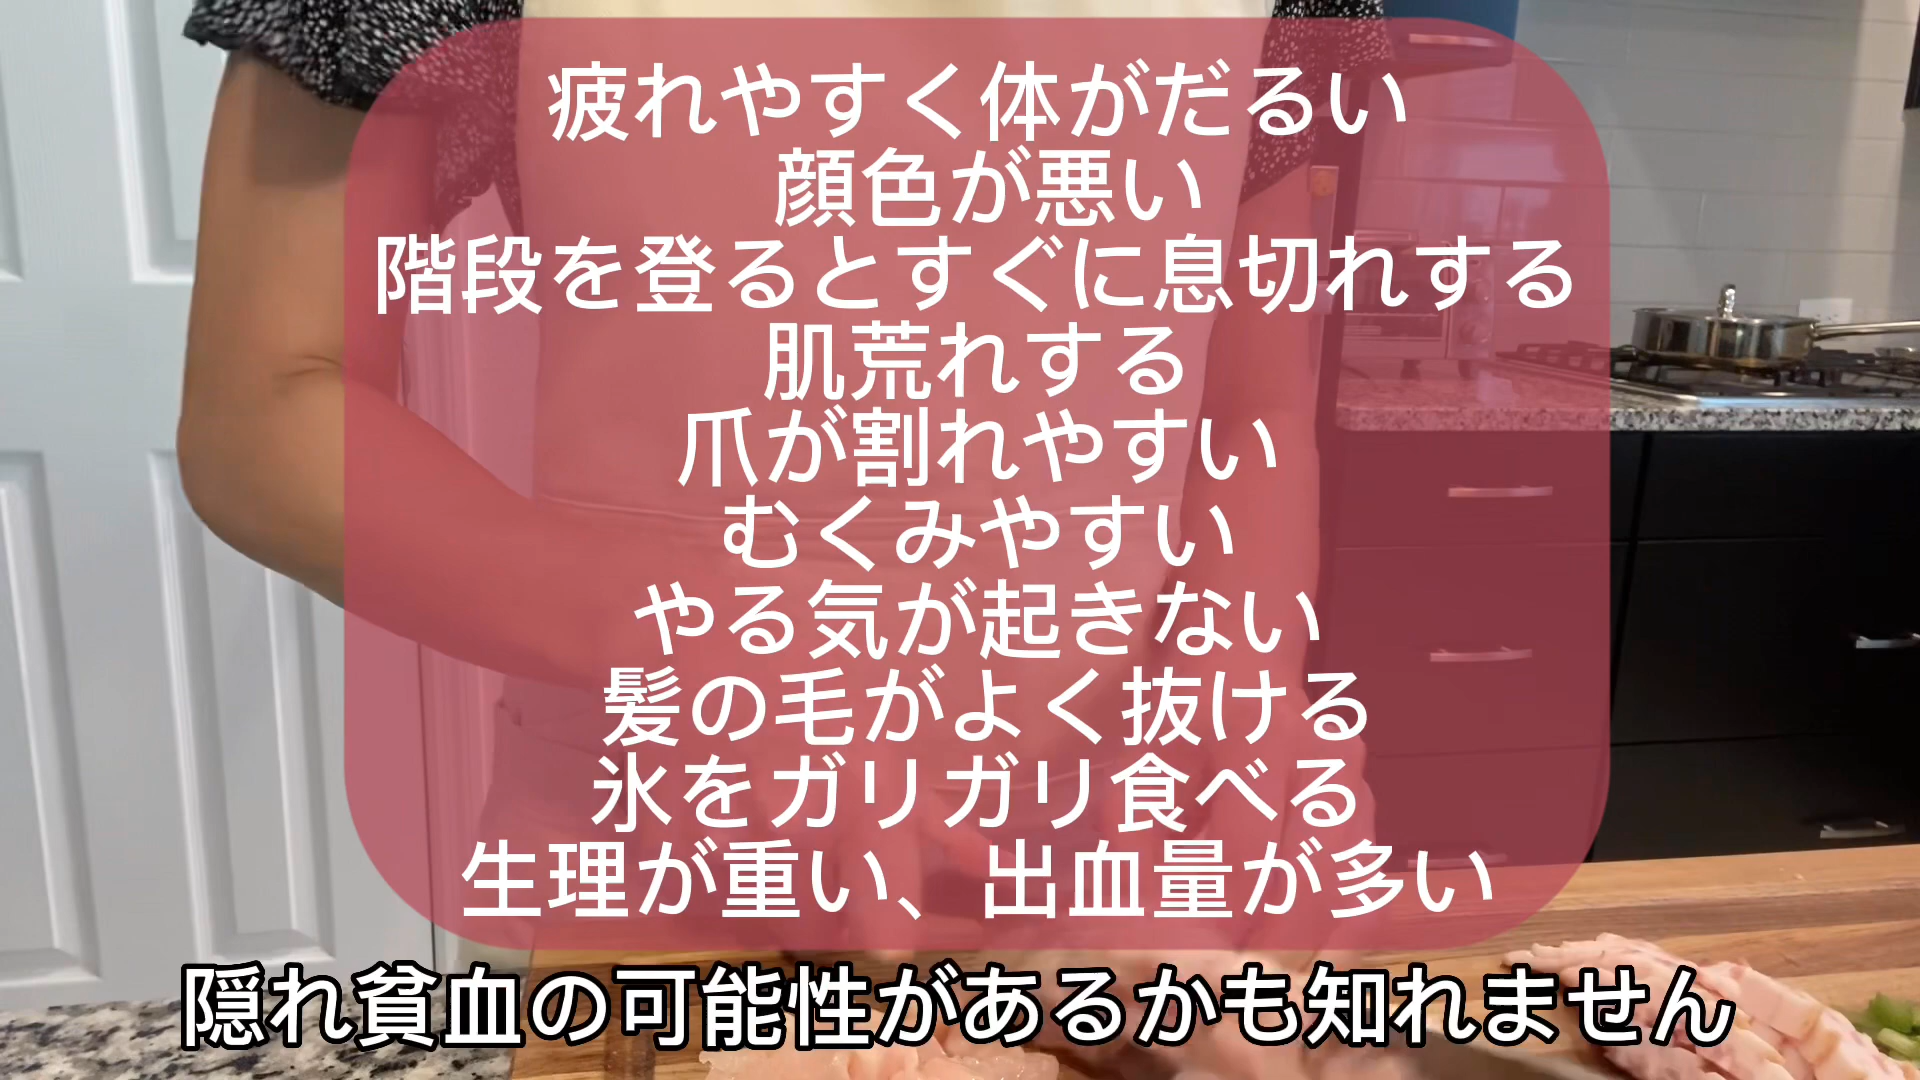 疲れやすく体がだるい
顔色が悪い
階段を登るとすぐに息切れする
肌荒れする
爪が割れやすい
むくみやすい
やる気が起きない
髪の毛がよく抜ける
氷をガリガリ食べる
生理が重い、出血量が多い
隠れ貧血の可能性があるかも知れません